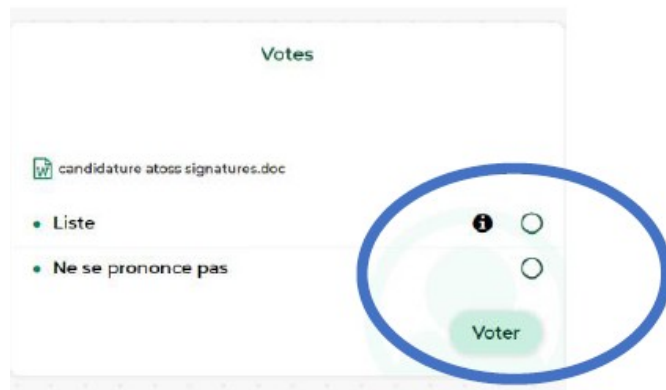 Votes
candidature atoss signatures.doc
Liste
Ne se prononce pas
Voter